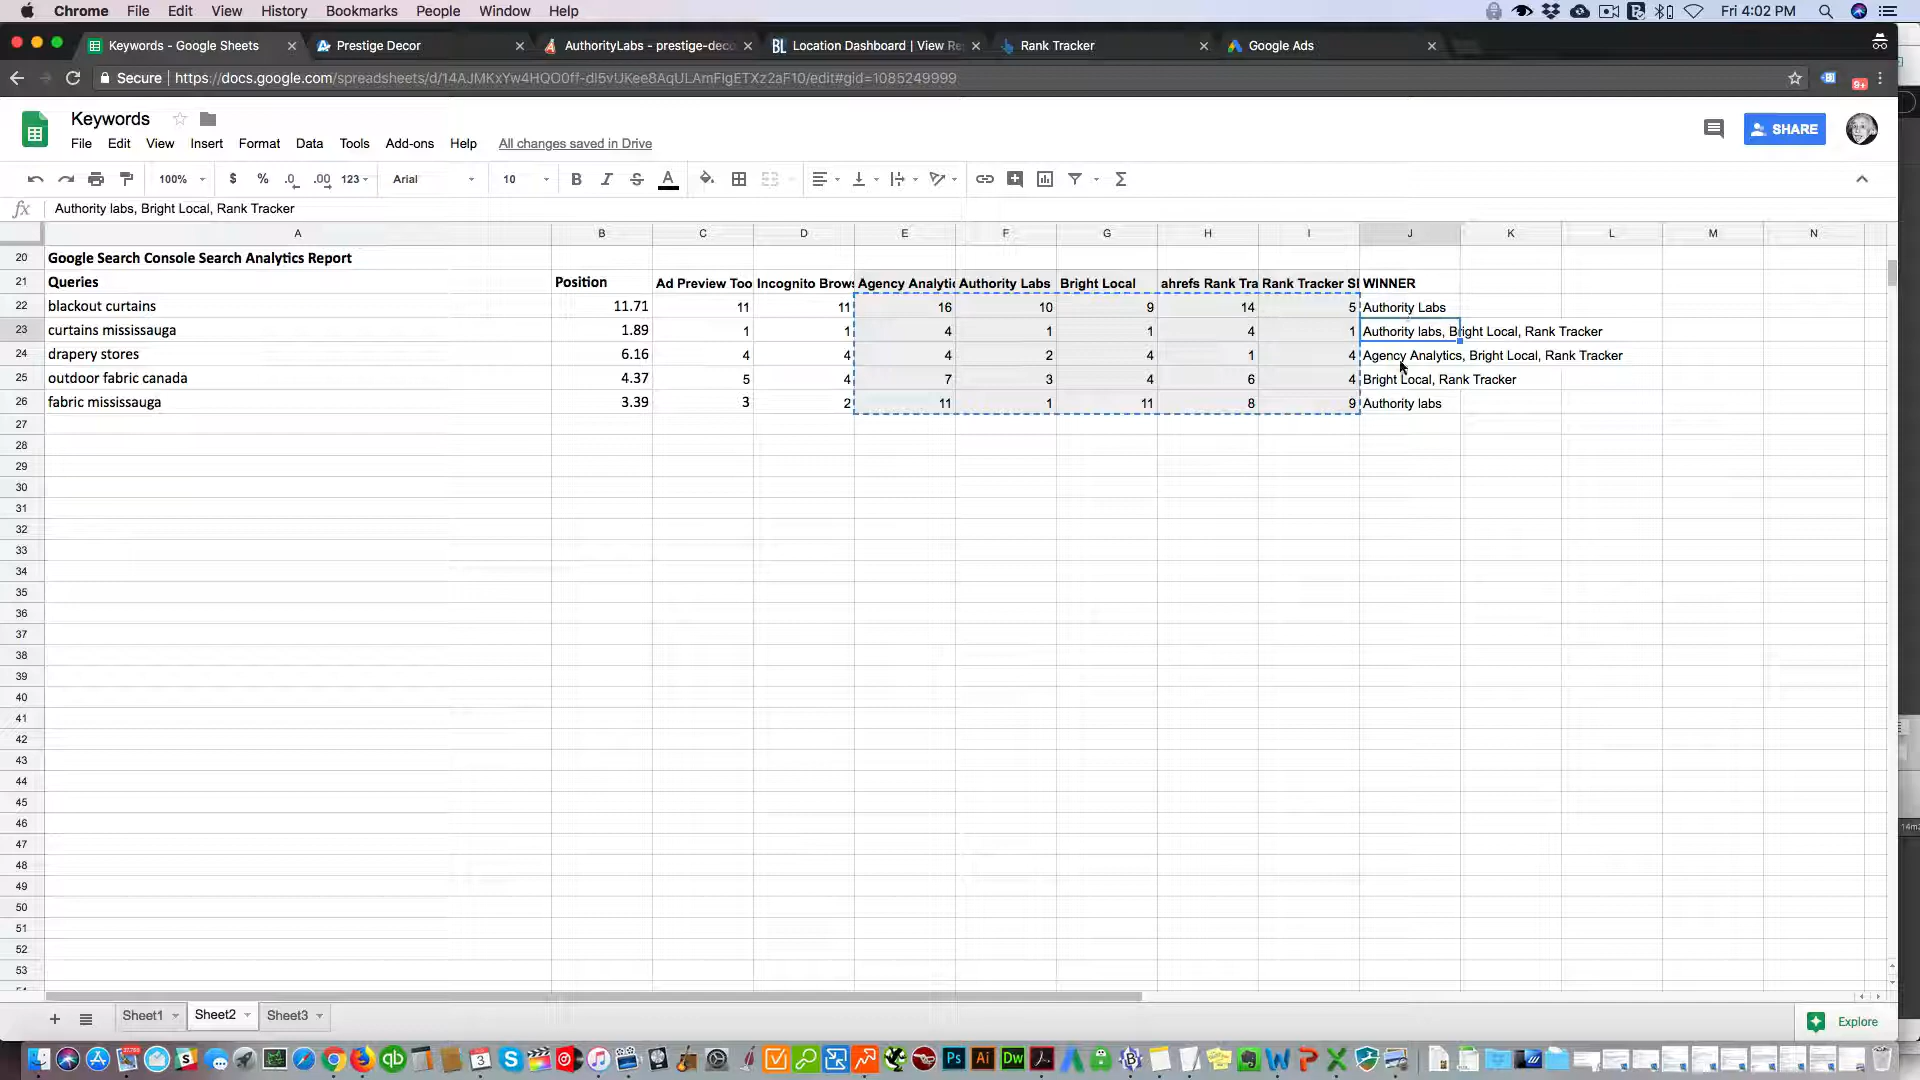 Chrome File Edit View History Bookmarks People Window Help Fri 4:02 PM
Keywords - Google Sheets Prestige Decor AuthorityLabs - prestige-deco Location Dashboard | View Re Rank Tracker Google Ads
Secure https://docs.google.com/spreadsheets/d/14AJMKxYw4HQO0ff-dI5vUKee8AqULAmFIgETXz2aF10/edit#gid=1085249999
Keywords
SHARE
File Edit View Insert Format Data Tools Add-ons Help All changes saved in Drive
100% $ % .0 .00 123 Arial 10 B I S A
fx Authority labs, Bright Local, Rank Tracker
A B C D E F G H I J K L M N
20 Google Search Console Search Analytics Report
21 Queries Position Ad Preview Too Incognito Brows Agency Analytic Authority Labs Bright Local ahrefs Rank Tra Rank Tracker SI WINNER
22 blackout curtains 11.71 11 11 16 10 9 14 5 Authority Labs
23 curtains mississauga 1.89 1 1 4 1 1 4 1 Authority labs, Bright Local, Rank Tracker
24 drapery stores 6.16 4 4 4 2 4 1 4 Agency Analytics, Bright Local, Rank Tracker
25 outdoor fabric canada 4.37 5 4 7 3 4 6 4 Bright Local, Rank Tracker
26 fabric mississauga 3.39 3 2 11 1 11 8 9 Authority labs
27
28
29
30
31
32
33
34
35
36
37
38
39
40
41
42
43
44
45
46
47
48
49
50
51
52
53
Sheet1 Sheet2 Sheet3
Explore